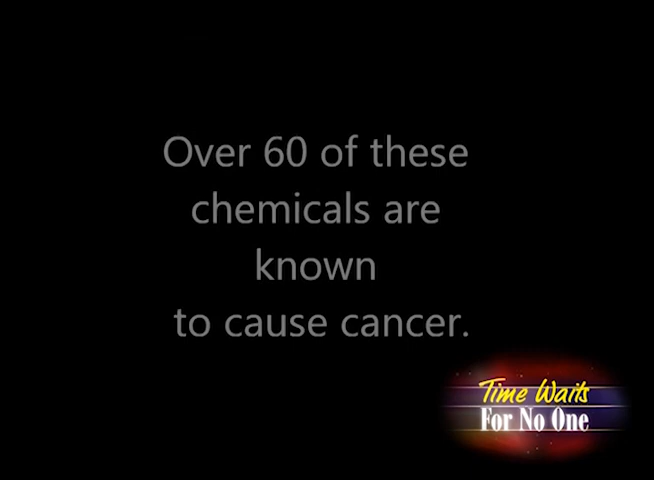 Over 60 of these
chemicals are
known
to cause cancer.
Time Waits
For No One